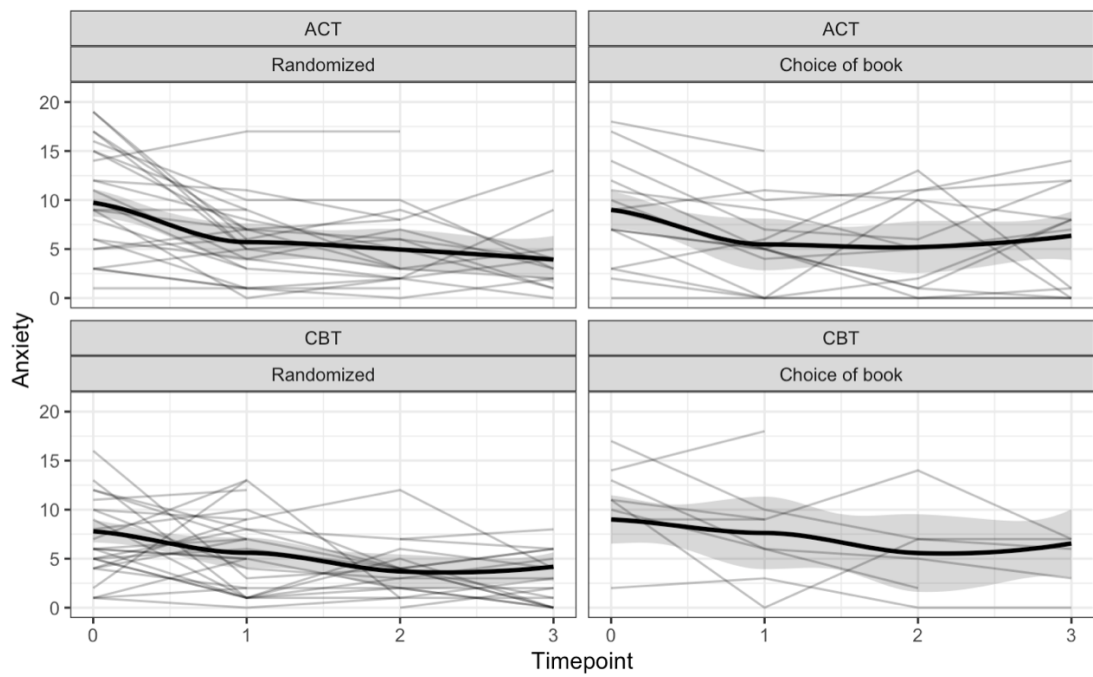 ACT
ACT
Randomized
Choice of book
20
15
10
5
0
Anxiety
CBT
CBT
Randomized
Choice of book
20
15
10
5
0
0 1 2 3
0 1 2 3
Timepoint